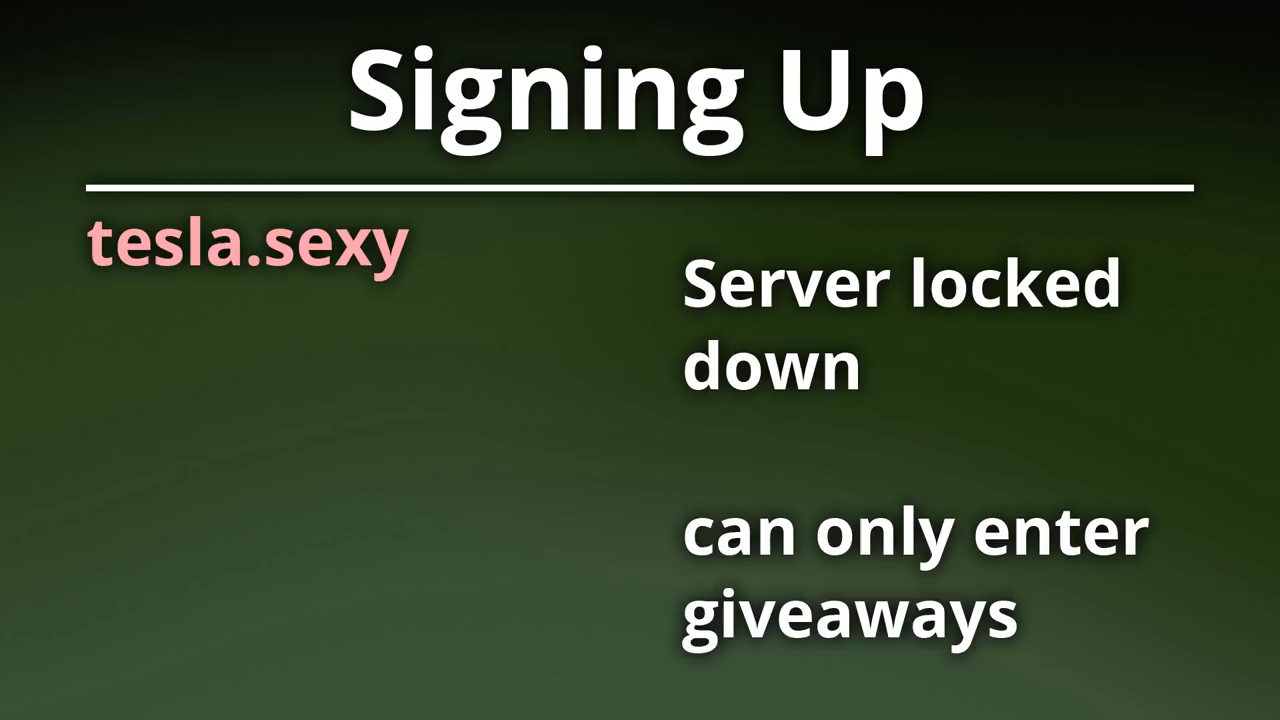 Signing Up
tesla.sexy
Server locked
down
can only enter
giveaways